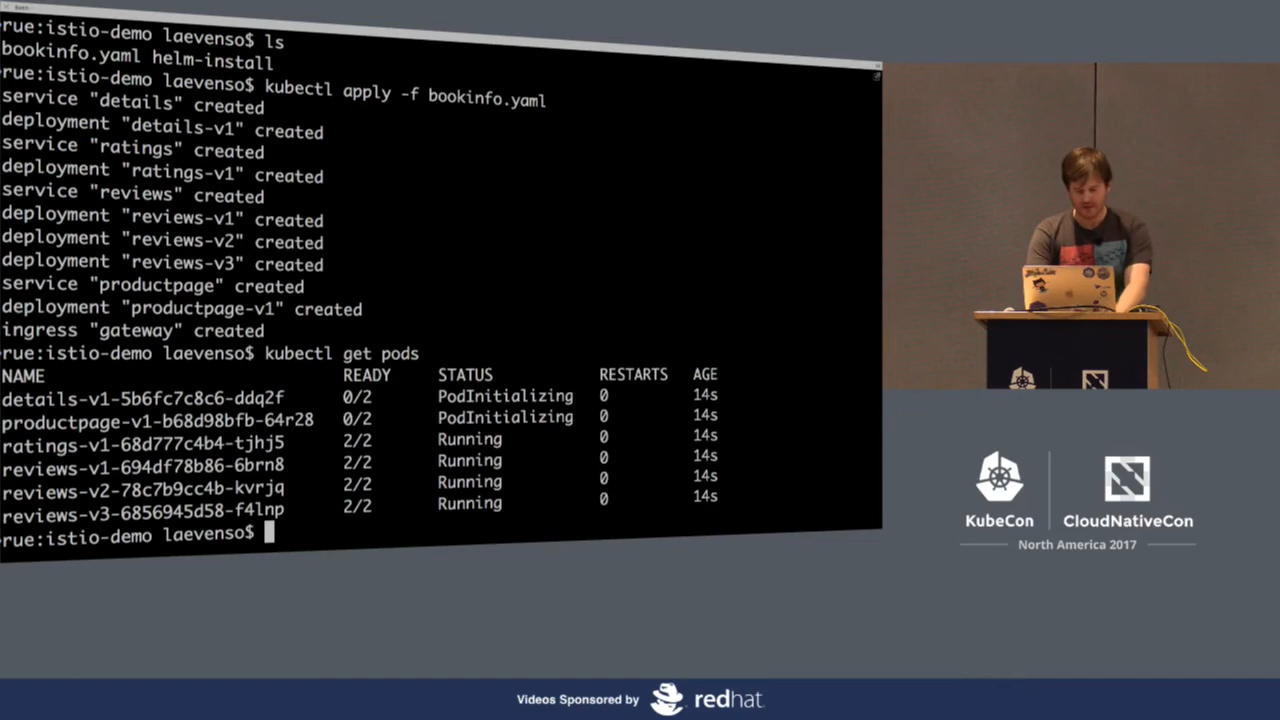 rue:istio-demo laevenso$ ls
bookinfo.yaml helm-install
rue:istio-demo laevenso$ kubectl apply -f bookinfo.yaml
service "details" created
deployment "details-v1" created
service "ratings" created
deployment "ratings-v1" created
service "reviews" created
deployment "reviews-v1" created
deployment "reviews-v2" created
deployment "reviews-v3" created
service "productpage" created
deployment "productpage-v1" created
ingress "gateway" created
rue:istio-demo laevenso$ kubectl get pods
NAME READY STATUS RESTARTS AGE
details-v1-5b6fc7c8c6-ddq2f 0/2 PodInitializing 0 14s
productpage-v1-b68d98bfb-64r28 0/2 PodInitializing 0 14s
ratings-v1-68d777c4b4-tjhj5 2/2 Running 0 14s
reviews-v1-694df78b86-6brn8 2/2 Running 0 14s
reviews-v2-78c7b9cc4b-kvrjq 2/2 Running 0 14s
reviews-v3-6856945d58-f4lnp 2/2 Running 0 14s
rue:istio-demo laevenso$
KubeCon CloudNativeCon
North America 2017
Videos Sponsored by redhat.